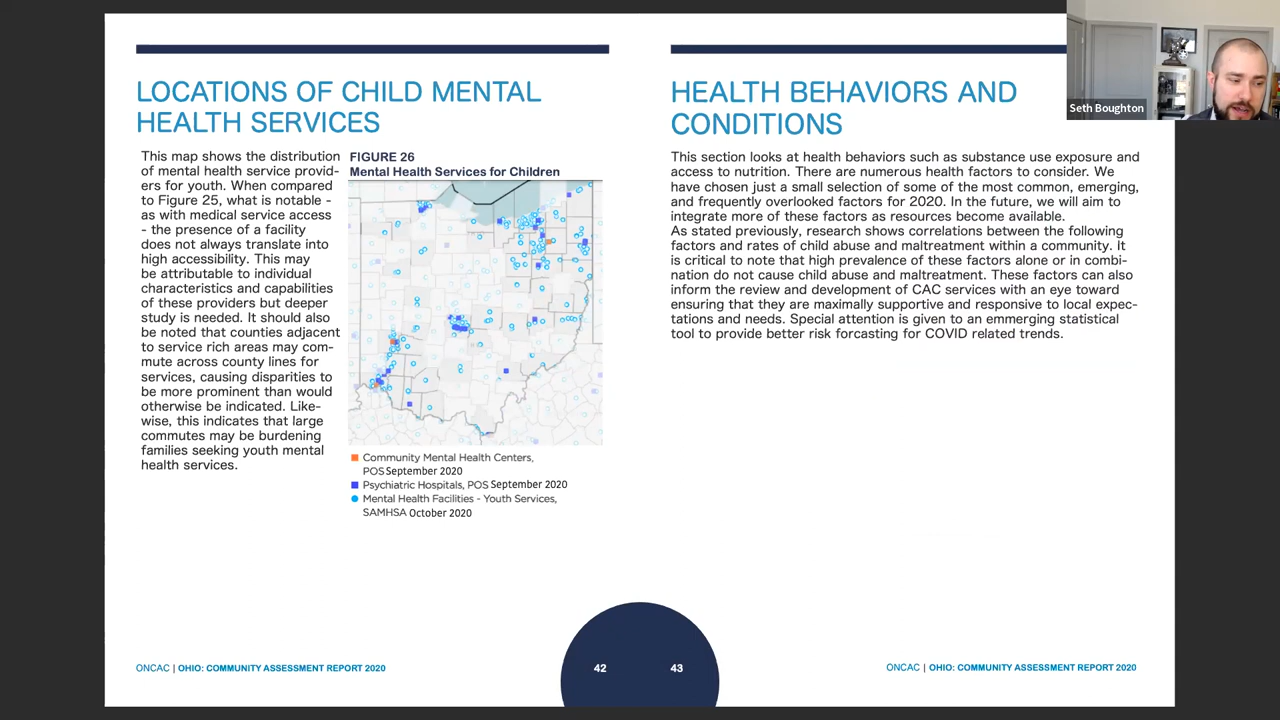 LOCATIONS OF CHILD MENTAL
HEALTH SERVICES
This map shows the distribution
of mental health service provid-
ers for youth. When compared
to Figure 25, what is notable -
as with medical service access
- the presence of a facility
does not always translate into
high accessibility. This may
be attributable to individual
characteristics and capabilities
of these providers but deeper
study is needed. It should also
be noted that counties adjacent
to service rich areas may com-
mute across county lines for
services, causing disparities to
be more prominent than would
otherwise be indicated. Like-
wise, this indicates that large
commutes may be burdening
families seeking youth mental
health services.
FIGURE 26
Mental Health Services for Children
Community Mental Health Centers,
POS September 2020
Psychiatric Hospitals, POS September 2020
Mental Health Facilities - Youth Services,
SAMHSA October 2020
ONCAC | OHIO: COMMUNITY ASSESSMENT REPORT 2020
42
HEALTH BEHAVIORS AND
CONDITIONS
This section looks at health behaviors such as substance use exposure and
access to nutrition. There are numerous health factors to consider. We
have chosen just a small selection of some of the most common, emerging,
and frequently overlooked factors for 2020. In the future, we will aim to
integrate more of these factors as resources become available.
As stated previously, research shows correlations between the following
factors and rates of child abuse and maltreatment within a community. It
is critical to note that high prevalence of these factors alone or in combi-
nation do not cause child abuse and maltreatment. These factors can also
inform the review and development of CAC services with an eye toward
ensuring that they are maximally supportive and responsive to local expec-
tations and needs. Special attention is given to an emmerging statistical
tool to provide better risk forcasting for COVID related trends.
43
ONCAC | OHIO: COMMUNITY ASSESSMENT REPORT 2020
Seth Boughton